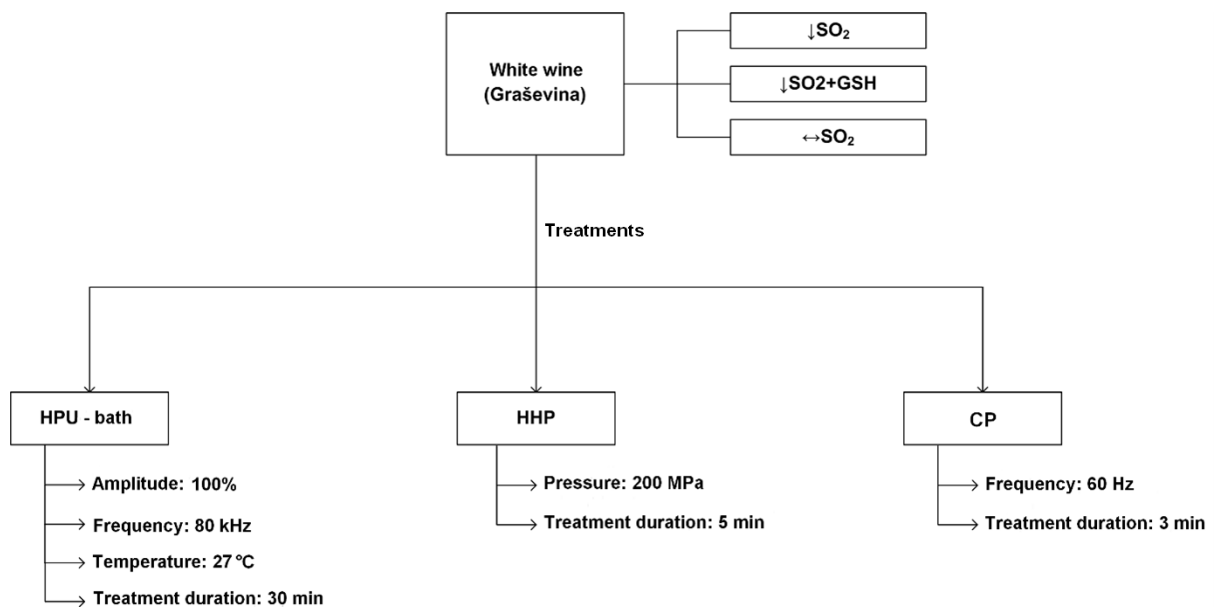 White wine
(Graševina)
↓SO₂
↓SO2+GSH
↔SO₂
Treatments
HPU - bath
Amplitude: 100%
Frequency: 80 kHz
Temperature: 27 °C
Treatment duration: 30 min
HHP
Pressure: 200 MPa
Treatment duration: 5 min
CP
Frequency: 60 Hz
Treatment duration: 3 min